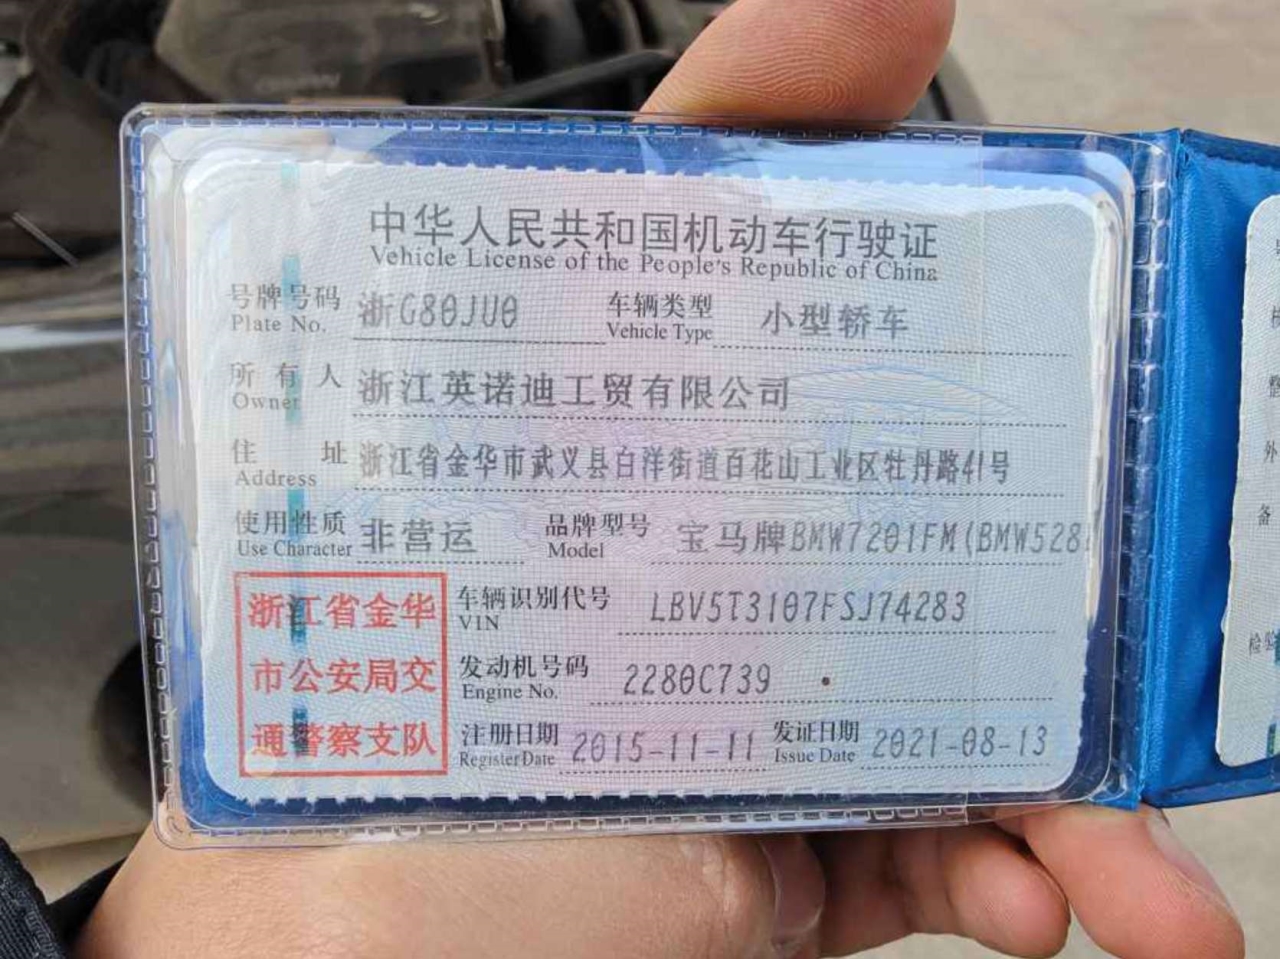 中华人民共和国机动车行驶证
Vehicle License of the People's Republic of China
号牌号码 浙G80JU0 车辆类型 小型轿车
Plate No. Vehicle Type
所有人 浙江英诺迪工贸有限公司
Owner
住址 浙江省金华市武义县白洋街道百花山工业区牡丹路41号
Address
使用性质 非营运 品牌型号 宝马牌BMW7201FM(BMW528
Use Character Model
浙江省金华
市公安局交
通警察支队
车辆识别代号 LBV5T3107FSJ74283
VIN
发动机号码 2280C739
Engine No.
注册日期 2015-11-11 发证日期 2021-08-13
Register Date Issue Date
外
备
检验